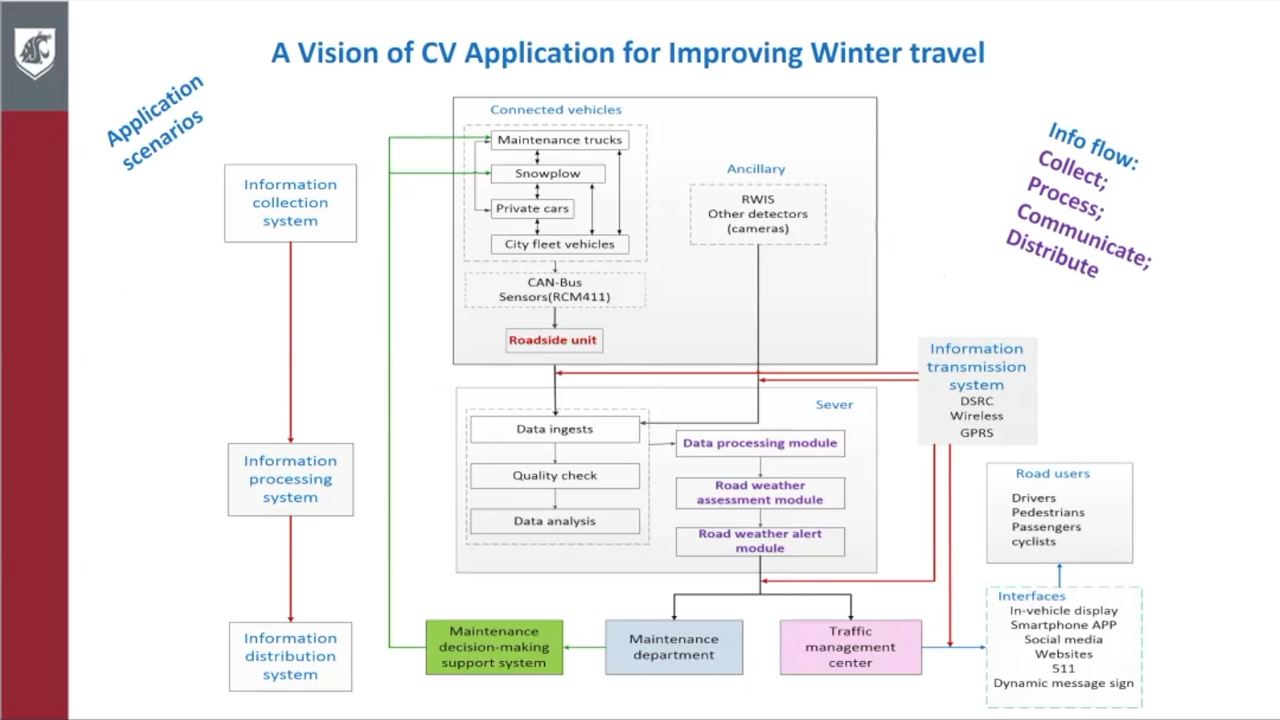 A Vision of CV Application for Improving Winter travel
Application
scenarios
Info flow:
Collect;
Process;
Communicate;
Distribute
Information
collection
system
Information
processing
system
Information
distribution
system
Connected vehicles
Maintenance trucks
Snowplow
Private cars
City fleet vehicles
CAN-Bus
Sensors(RCM411)
Roadside unit
Ancillary
RWIS
Other detectors
(cameras)
Sever
Data ingests
Quality check
Data analysis
Data processing module
Road weather
assessment module
Road weather alert
module
Information
transmission
system
DSRC
Wireless
GPRS
Road users
Drivers
Pedestrians
Passengers
cyclists
Interfaces
In-vehicle display
Smartphone APP
Social media
Websites
511
Dynamic message sign
Maintenance
decision-making
support system
Maintenance
department
Traffic
management
center